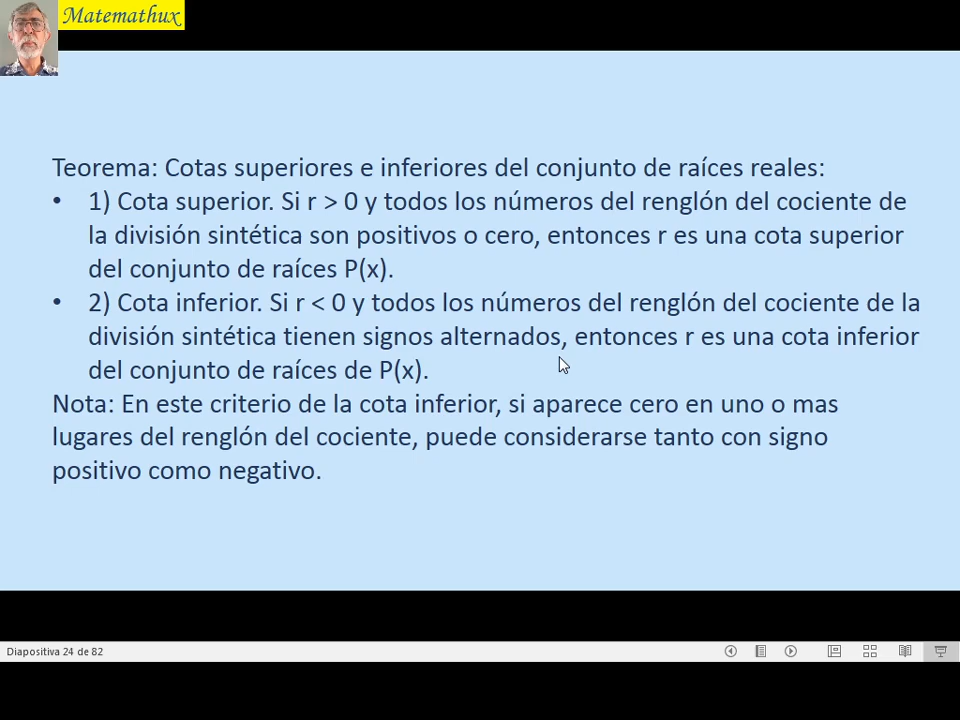 Matemathux
Teorema: Cotas superiores e inferiores del conjunto de raíces reales:
• 1) Cota superior. Si r > 0 y todos los números del renglón del cociente de
la división sintética son positivos o cero, entonces r es una cota superior
del conjunto de raíces P(x).
• 2) Cota inferior. Si r < 0 y todos los números del renglón del cociente de la
división sintética tienen signos alternados, entonces r es una cota inferior
del conjunto de raíces de P(x).
Nota: En este criterio de la cota inferior, si aparece cero en uno o mas
lugares del renglón del cociente, puede considerarse tanto con signo
positivo como negativo.
Diapositiva 24 de 82